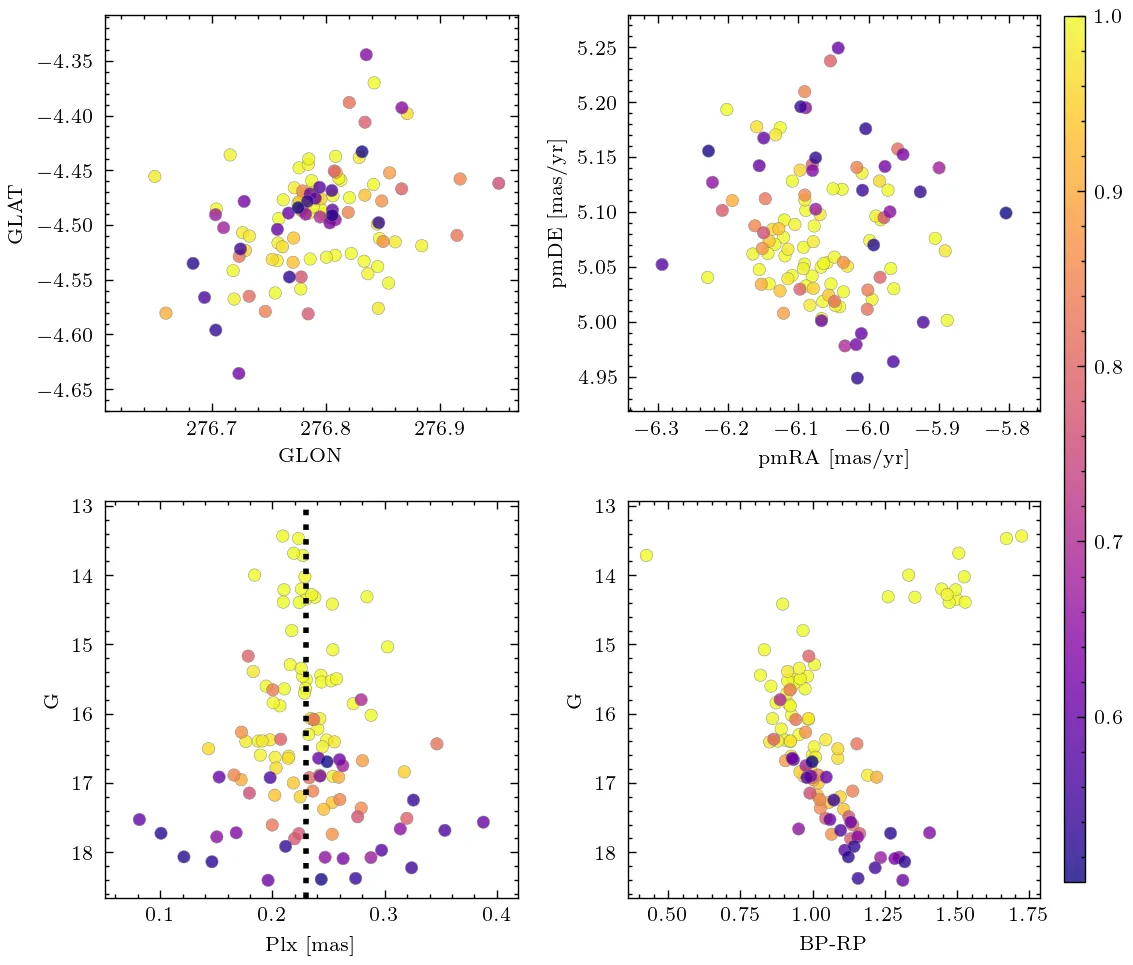 −4.35
−4.40
−4.45
−4.50
−4.55
−4.60
−4.65
GLAT
276.7 276.8 276.9
GLON
5.25
5.20
5.15
5.10
5.05
5.00
4.95
pmDE [mas/yr]
−6.3 −6.2 −6.1 −6.0 −5.9 −5.8
pmRA [mas/yr]
13
14
15
16
17
18
G
0.1 0.2 0.3 0.4
Plx [mas]
13
14
15
16
17
18
G
0.50 0.75 1.00 1.25 1.50 1.75
BP-RP
1.0
0.9
0.8
0.7
0.6